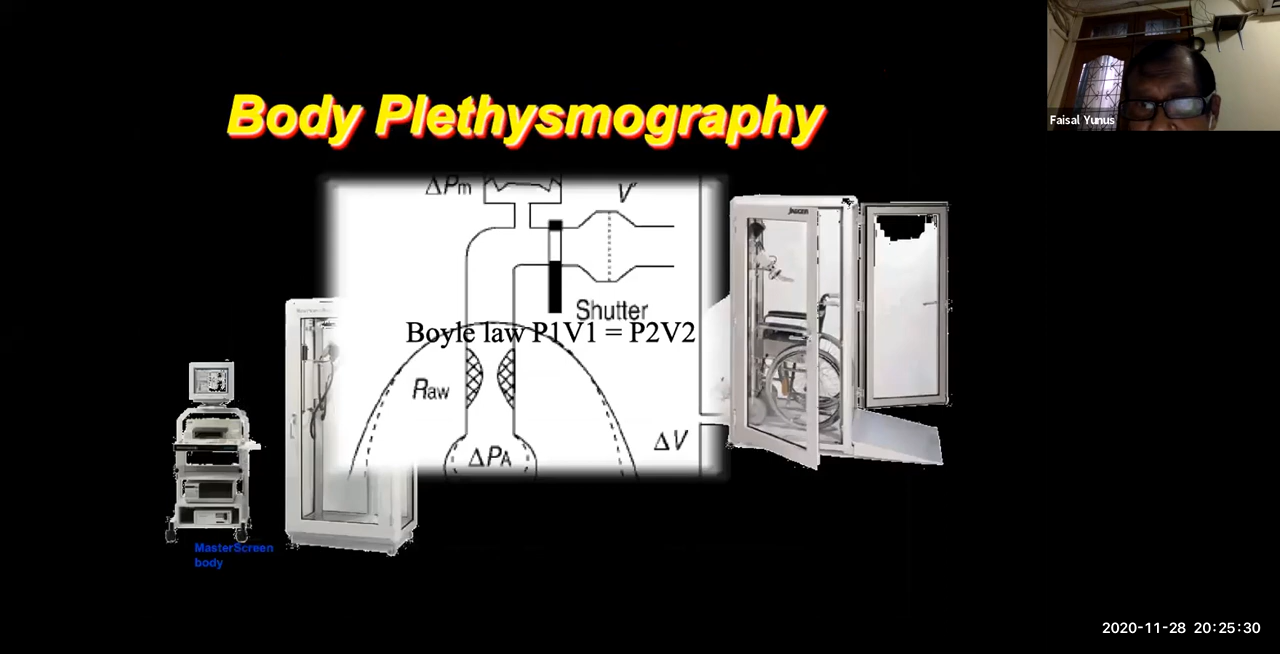 Body Plethysmography
Faisal Yunus
ΔPm
V'
Shutter
Boyle law P1V1 = P2V2
Raw
ΔV
ΔPA
MasterScreen
body
2020-11-28 20:25:30